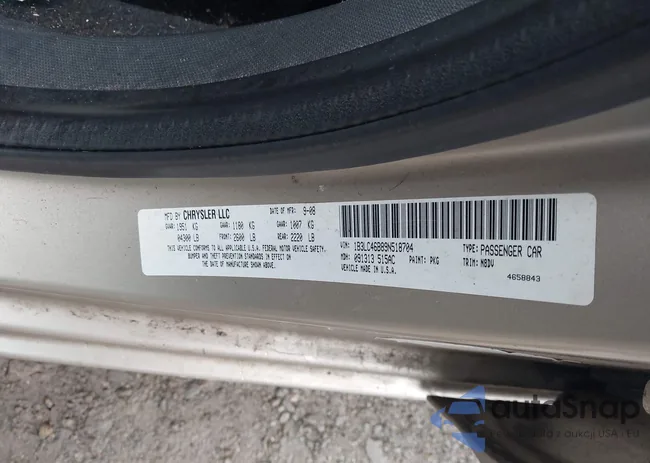 MFD BY CHRYSLER LLC DATE OF MFR: 9-08
GVWR: 1951 KG GAWR: 1180 KG GAWR: 1007 KG
04300 LB FRONT: 2600 LB REAR: 2220 LB
THIS VEHICLE CONFORMS TO ALL APPLICABLE U.S.A. FEDERAL MOTOR VEHICLE SAFETY,
BUMPER AND THEFT PREVENTION STANDARDS IN EFFECT ON
THE DATE OF MANUFACTURE SHOWN ABOVE.
VIN: 1B3LC46B89N518704 TYPE: PASSENGER CAR
MDH: 091313 515AC PAINT: PKG TRIM: M8DV
VEHICLE MADE IN U.S.A.
4658843
autoSnap
z aukcji USA